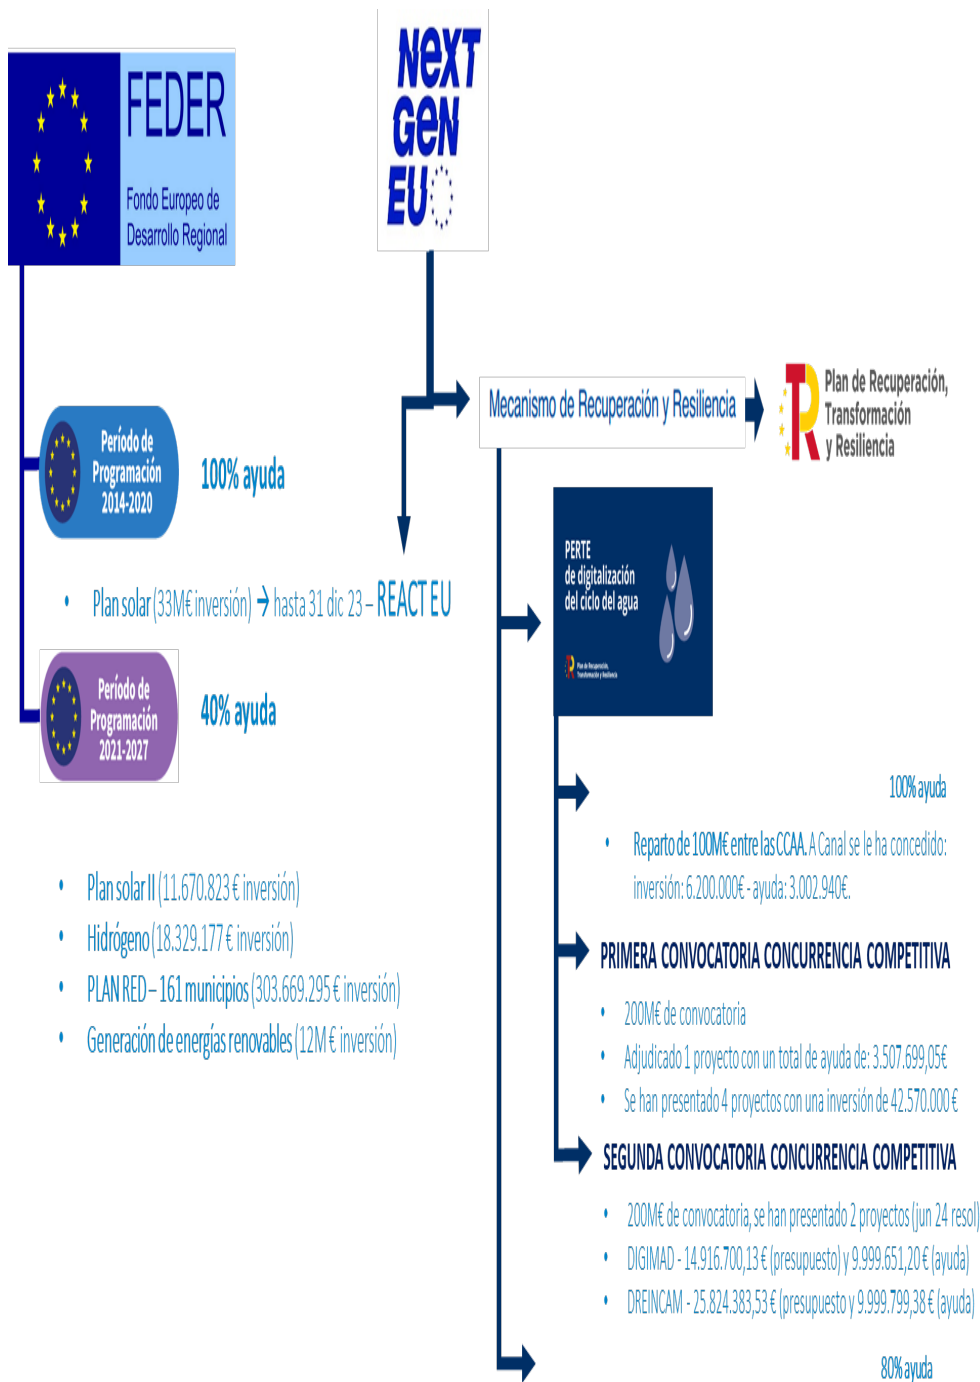 FEDER
Fondo Europeo de
Desarrollo Regional
NEXT
GEN
EU
Período de
Programación
2014-2020
100% ayuda
• Plan solar (33M€ inversión) → hasta 31 dic 23 – REACT EU
Período de
Programación
2021-2027
40% ayuda
• Plan solar II (11.670.823 € inversión)
• Hidrógeno (18.329.177 € inversión)
• PLAN RED – 161 municipios (303.669.295 € inversión)
• Generación de energías renovables (12M € inversión)
Mecanismo de Recuperación y Resiliencia
Plan de Recuperación,
Transformación
y Resiliencia
PERTE
de digitalización
del ciclo del agua
Plan de Recuperación,
Transformación y Resiliencia
100% ayuda
• Reparto de 100M€ entre las CCAA. A Canal se le ha concedido:
inversión: 6.200.000€ - ayuda: 3.002.940€.
PRIMERA CONVOCATORIA CONCURRENCIA COMPETITIVA
• 200M€ de convocatoria
• Adjudicado 1 proyecto con un total de ayuda de: 3.507.699,05€
• Se han presentado 4 proyectos con una inversión de 42.570.000 €
SEGUNDA CONVOCATORIA CONCURRENCIA COMPETITIVA
• 200M€ de convocatoria, se han presentado 2 proyectos (jun 24 resol)
• DIGIMAD - 14.916.700,13 € (presupuesto) y 9.999.651,20 € (ayuda)
• DREINCAM - 25.824.383,53 € (presupuesto y 9.999.799,38 € (ayuda)
80% ayuda